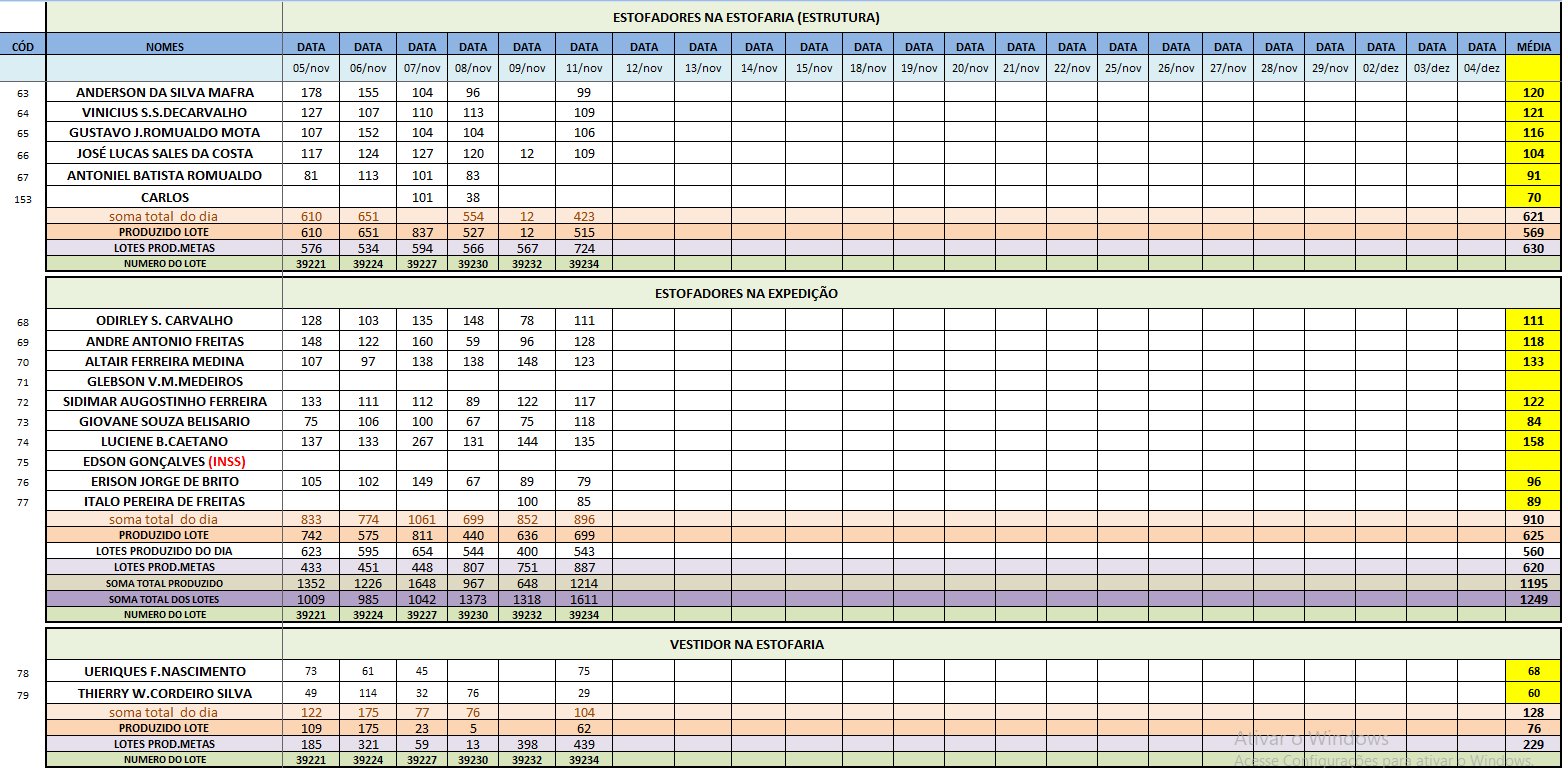 ESTOFADORES NA ESTOFARIA (ESTRUTURA)
CÓD NOMES DATA DATA DATA DATA DATA DATA DATA DATA DATA DATA DATA DATA DATA DATA DATA DATA DATA DATA DATA DATA DATA DATA DATA MÉDIA
05/nov 06/nov 07/nov 08/nov 09/nov 11/nov 12/nov 13/nov 14/nov 15/nov 18/nov 19/nov 20/nov 21/nov 22/nov 25/nov 26/nov 27/nov 28/nov 29/nov 02/dez 03/dez 04/dez
63 ANDERSON DA SILVA MAFRA 178 155 104 96 99 120
64 VINICIUS S.S.DECARVALHO 127 107 110 113 109 121
65 GUSTAVO J.ROMUALDO MOTA 107 152 104 104 106 116
66 JOSÉ LUCAS SALES DA COSTA 117 124 127 120 12 109 104
67 ANTONIEL BATISTA ROMUALDO 81 113 101 83 91
153 CARLOS 101 38 70
soma total do dia 610 651 554 12 423 621
PRODUZIDO LOTE 610 651 837 527 12 515 569
LOTES PROD.METAS 576 534 594 566 567 724 630
NUMERO DO LOTE 39221 39224 39227 39230 39232 39234
ESTOFADORES NA EXPEDIÇÃO
68 ODIRLEY S. CARVALHO 128 103 135 148 78 111 111
69 ANDRE ANTONIO FREITAS 148 122 160 59 96 128 118
70 ALTAIR FERREIRA MEDINA 107 97 138 138 148 123 133
71 GLEBSON V.M.MEDEIROS
72 SIDIMAR AUGOSTINHO FERREIRA 133 111 112 89 122 117 122
73 GIOVANE SOUZA BELISARIO 75 106 100 67 75 118 84
74 LUCIENE B.CAETANO 137 133 267 131 144 135 158
75 EDSON GONÇALVES (INSS)
76 ERISON JORGE DE BRITO 105 102 149 67 89 79 96
77 ITALO PEREIRA DE FREITAS 100 85 89
soma total do dia 833 774 1061 699 852 896 910
PRODUZIDO LOTE 742 575 811 440 636 699 625
LOTES PRODUZIDO DO DIA 623 595 654 544 400 543 560
LOTES PROD.METAS 433 451 448 807 751 887 620
SOMA TOTAL PRODUZIDO 1352 1226 1648 967 648 1214 1195
SOMA TOTAL DOS LOTES 1009 985 1042 1373 1318 1611 1249
NUMERO DO LOTE 39221 39224 39227 39230 39232 39234
VESTIDOR NA ESTOFARIA
78 UERIQUES F.NASCIMENTO 73 61 45 75 68
79 THIERRY W.CORDEIRO SILVA 49 114 32 76 29 60
soma total do dia 122 175 77 76 104 128
PRODUZIDO LOTE 109 175 23 5 62 76
LOTES PROD.METAS 185 321 59 13 398 439 229
NUMERO DO LOTE 39221 39224 39227 39230 39232 39234
Ativar o Windows
Acesse Configurações para ativar o Windows.